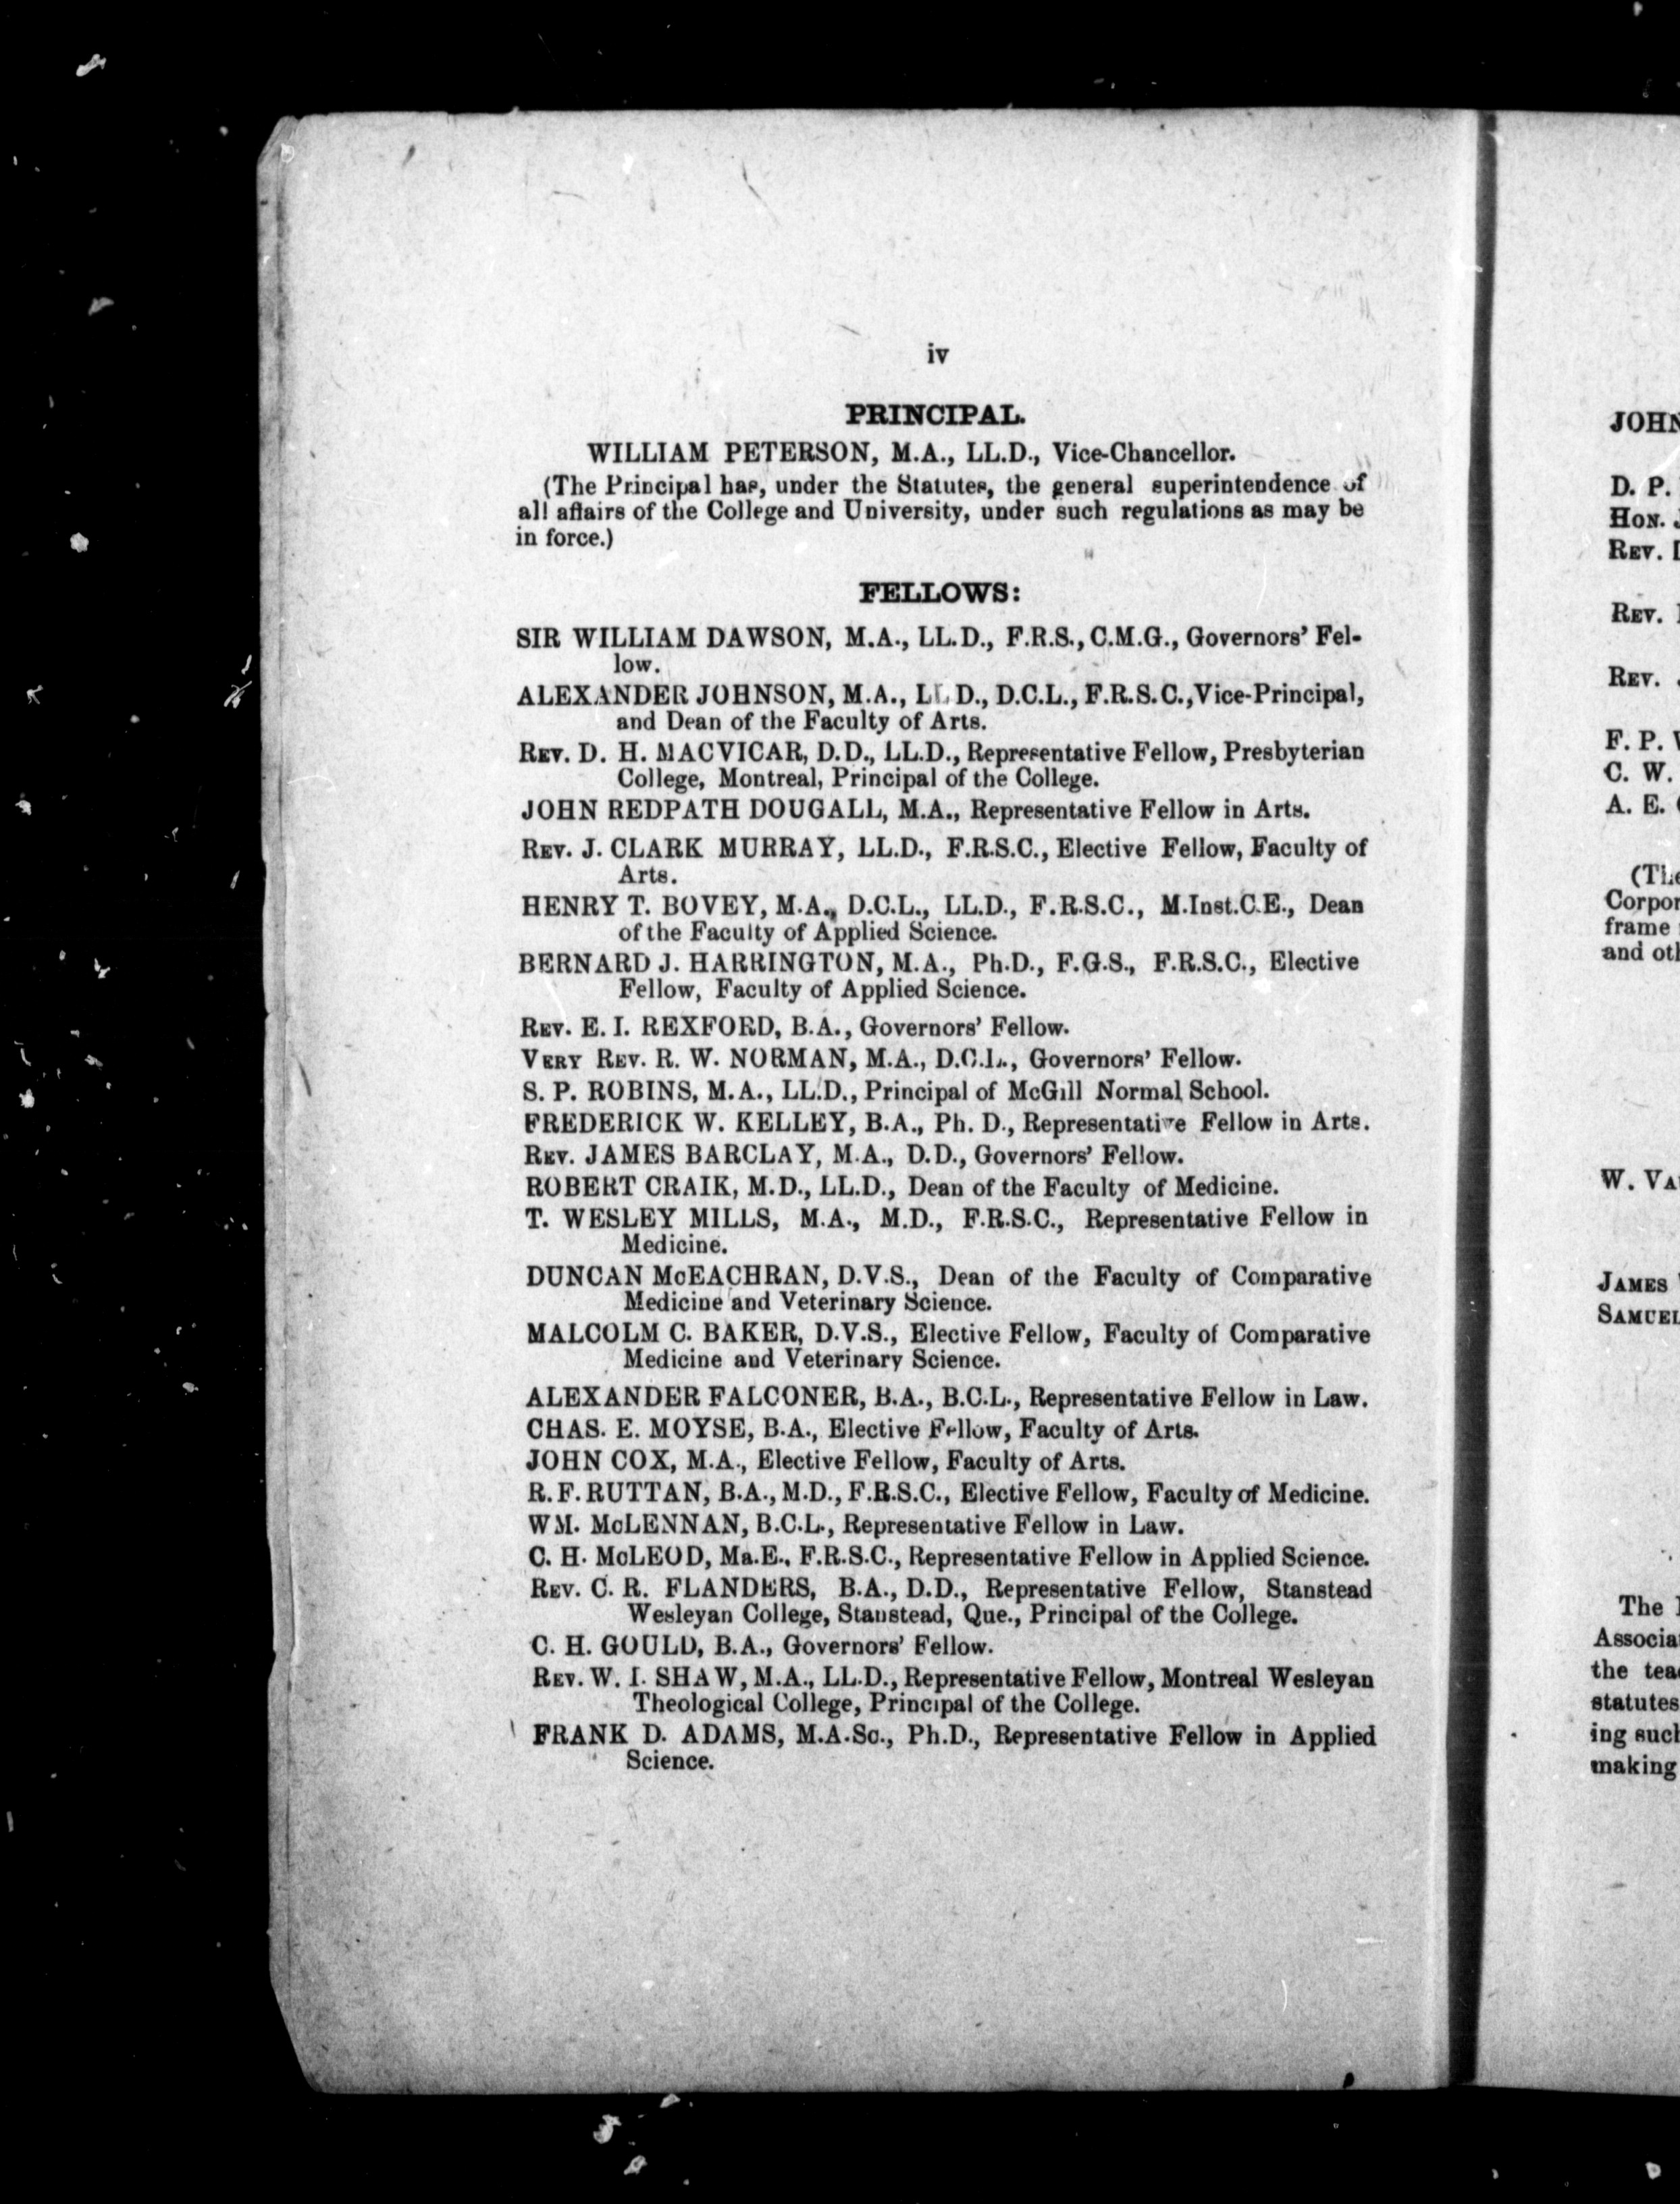 iv
PRINCIPAL.
WILLIAM PETERSON, M.A., LL.D., Vice-Chancellor.
(The Principal has, under the Statutes, the general superintendence of
all affairs of the College and University, under such regulations as may be
in force.)
FELLOWS:
SIR WILLIAM DAWSON, M.A., LL.D., F.R.S., C.M.G., Governors' Fel-
low.
ALEXANDER JOHNSON, M.A., LL.D., D.C.L., F.R.S.C., Vice-Principal,
and Dean of the Faculty of Arts.
REV. D. H. MACVICAR, D.D., LL.D., Representative Fellow, Presbyterian
College, Montreal, Principal of the College.
JOHN REDPATH DOUGALL, M.A., Representative Fellow in Arts.
REV. J. CLARK MURRAY, LL.D., F.R.S.C., Elective Fellow, Faculty of
Arts.
HENRY T. BOVEY, M.A., D.C.L., LL.D., F.R.S.C., M.Inst.C.E., Dean
of the Faculty of Applied Science.
BERNARD J. HARRINGTON, M.A., Ph.D., F.G.S., F.R.S.C., Elective
Fellow, Faculty of Applied Science.
REV. E. I. REXFORD, B.A., Governors' Fellow.
VERY REV. R. W. NORMAN, M.A., D.C.L., Governors' Fellow.
S. P. ROBINS, M.A., LL.D., Principal of McGill Normal School.
FREDERICK W. KELLEY, B.A., Ph. D., Representative Fellow in Arts.
REV. JAMES BARCLAY, M.A., D.D., Governors' Fellow.
ROBERT CRAIK, M.D., LL.D., Dean of the Faculty of Medicine.
T. WESLEY MILLS, M.A., M.D., F.R.S.C., Representative Fellow in
Medicine.
DUNCAN McEACHRAN, D.V.S., Dean of the Faculty of Comparative
Medicine and Veterinary Science.
MALCOLM C. BAKER, D.V.S., Elective Fellow, Faculty of Comparative
Medicine and Veterinary Science.
ALEXANDER FALCONER, B.A., B.C.L., Representative Fellow in Law.
CHAS. E. MOYSE, B.A., Elective Fellow, Faculty of Arts.
JOHN COX, M.A., Elective Fellow, Faculty of Arts.
R. F. RUTTAN, B.A., M.D., F.R.S.C., Elective Fellow, Faculty of Medicine.
WM. McLENNAN, B.C.L., Representative Fellow in Law.
C. H. McLEOD, Ma.E., F.R.S.C., Representative Fellow in Applied Science.
REV. C. R. FLANDERS, B.A., D.D., Representative Fellow, Stanstead
Wesleyan College, Stanstead, Que., Principal of the College.
C. H. GOULD, B.A., Governors' Fellow.
REV. W. I. SHAW, M.A., LL.D., Representative Fellow, Montreal Wesleyan
Theological College, Principal of the College.
FRANK D. ADAMS, M.A.Sc., Ph.D., Representative Fellow in Applied
Science.
JOHN
D. P.
HON.
REV.
REV.
REV.
F. P.
C. W.
A. E.
frame
and
W.
JAMES
SAMUEL
The
the
statutes
ing such
making